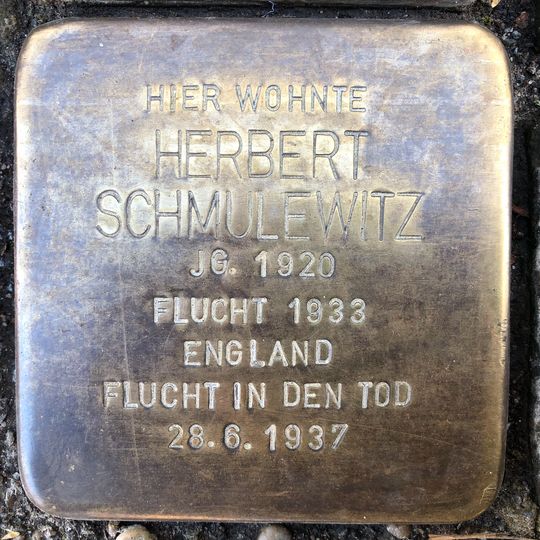 HIER WOHNTE
HERBERT
SCHMULEWITZ
JG. 1920
FLUCHT 1933
ENGLAND
FLUCHT IN DEN TOD
28.6.1937